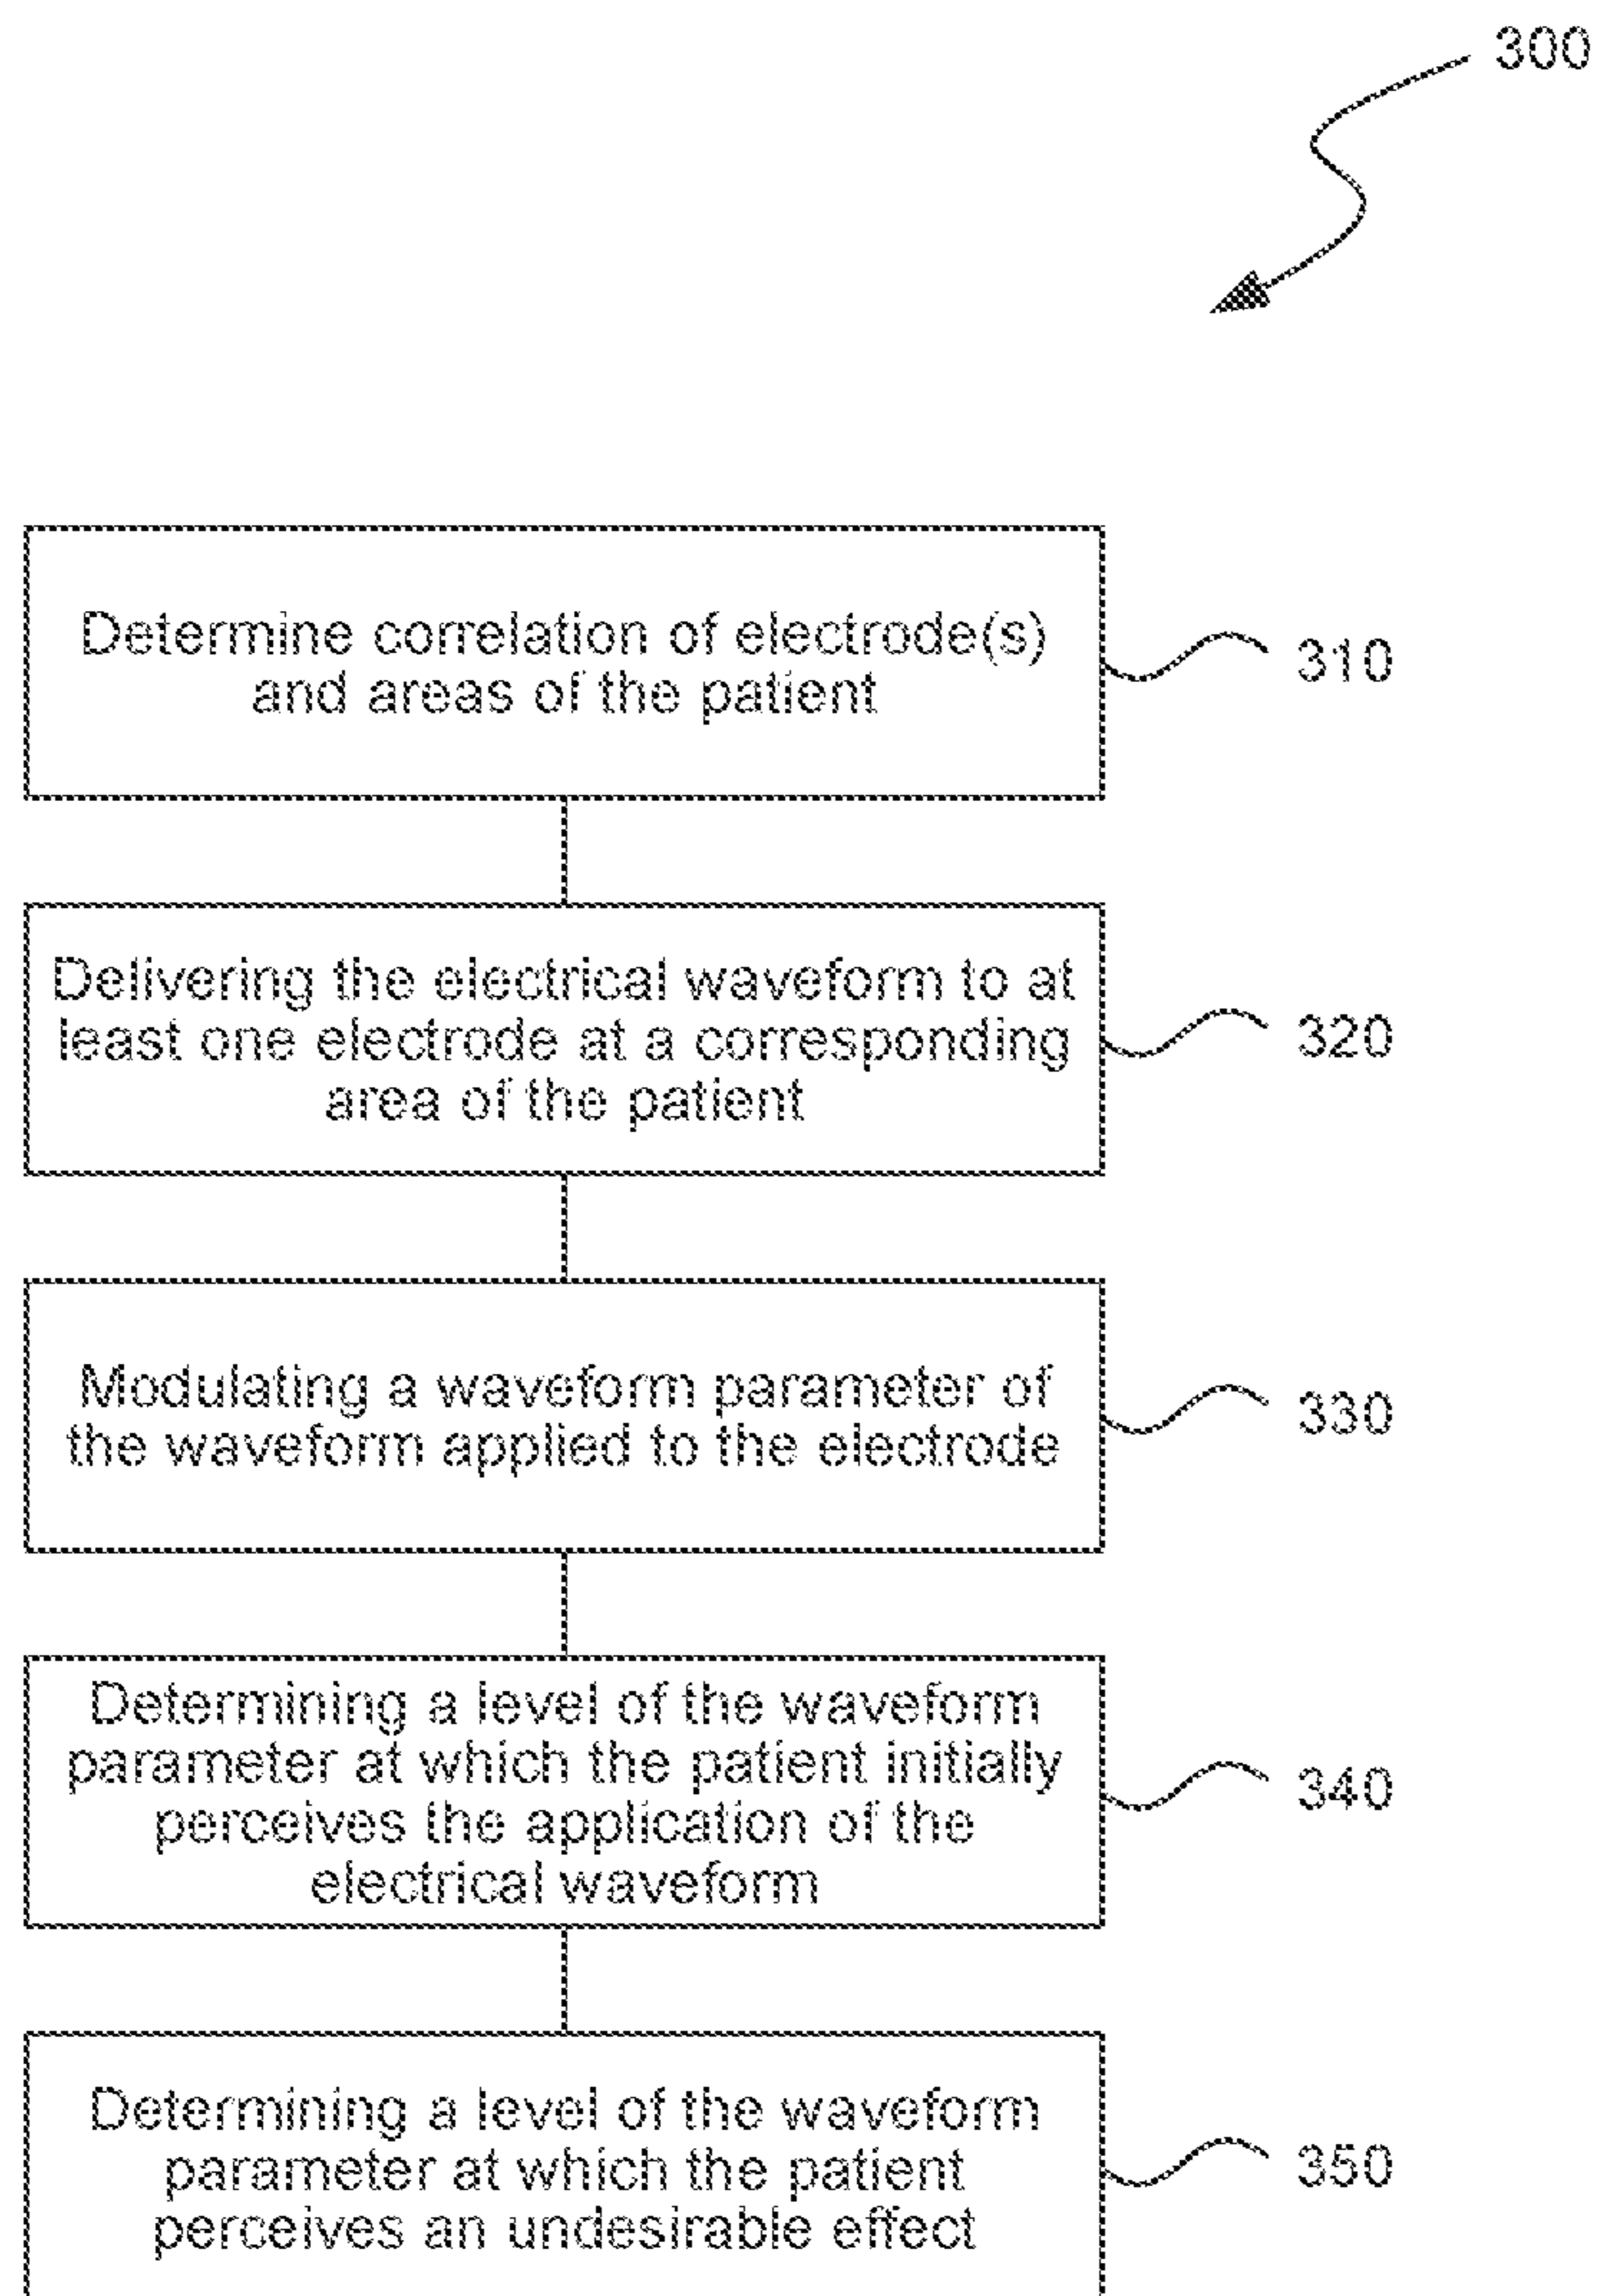 300
Determine correlation of electrode(s)
and areas of the patient
310
Delivering the electrical waveform to at
least one electrode at a corresponding
area of the patient
320
Modulating a waveform parameter of
the waveform applied to the electrode
330
Determining a level of the waveform
parameter at which the patient initially
perceives the application of the
electrical waveform
340
Determining a level of the waveform
parameter at which the patient
perceives an undesirable effect
350